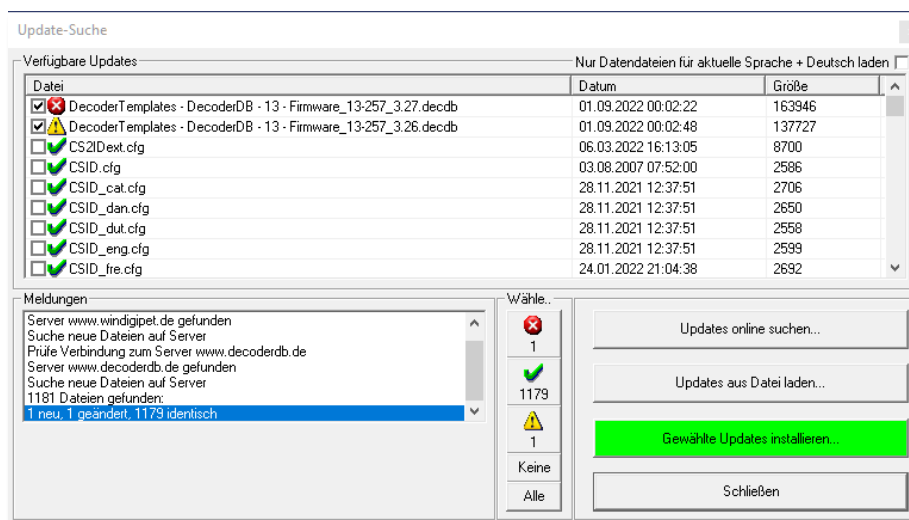 Update-Suche
Verfügbare Updates
Nur Datendateien für aktuelle Sprache + Deutsch laden
Datei Datum Größe
DecoderTemplates - DecoderDB - 13 - Firmware_13-257_3.27.decdb 01.09.2022 00:02:22 163946
DecoderTemplates - DecoderDB - 13 - Firmware_13-257_3.26.decdb 01.09.2022 00:02:48 137727
CS2IDext.cfg 06.03.2022 16:13:05 8700
CSID.cfg 03.08.2007 07:52:00 2586
CSID_cat.cfg 28.11.2021 12:37:51 2706
CSID_dan.cfg 28.11.2021 12:37:51 2650
CSID_dut.cfg 28.11.2021 12:37:51 2558
CSID_eng.cfg 28.11.2021 12:37:51 2599
CSID_fre.cfg 24.01.2022 21:04:38 2692
Meldungen
Server www.windigipet.de gefunden
Suche neue Dateien auf Server
Prüfe Verbindung zum Server www.decoderdb.de
Server www.decoderdb.de gefunden
Suche neue Dateien auf Server
1181 Dateien gefunden:
1 neu, 1 geändert, 1179 identisch
Wähle..
1
1179
1
Keine
Alle
Updates online suchen...
Updates aus Datei laden...
Gewählte Updates installieren...
Schließen